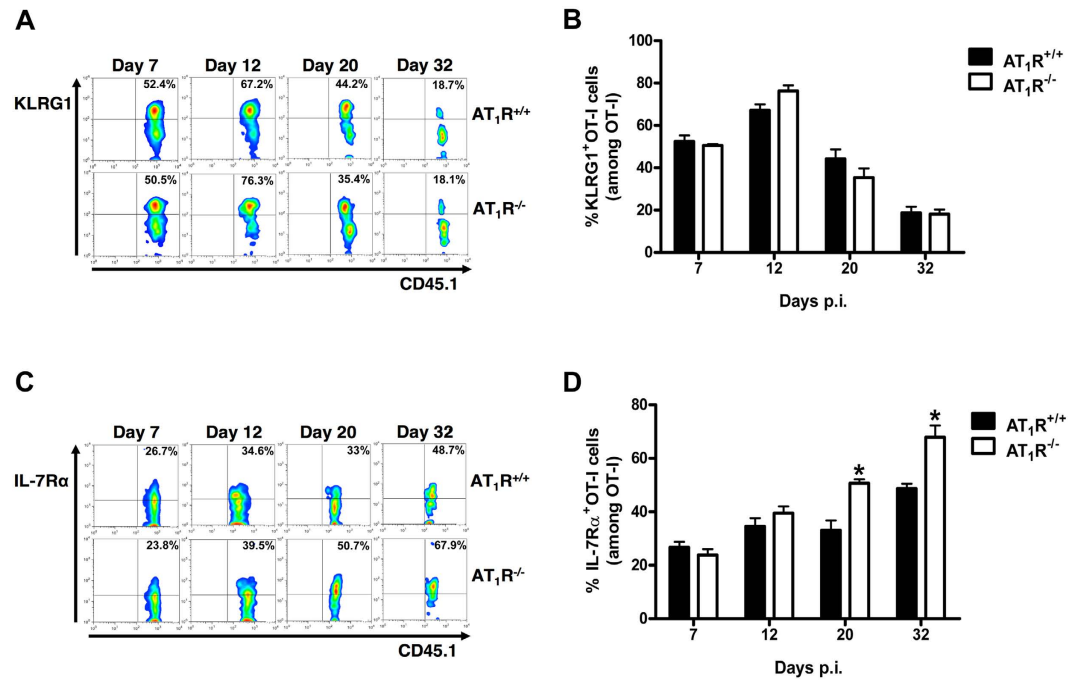 A
Day 7 Day 12 Day 20 Day 32
KLRG1
52.4% 67.2% 44.2% 18.7%
AT₁R⁺/⁺
50.5% 76.3% 35.4% 18.1%
AT₁R⁻/⁻
CD45.1
B
100
80
60
40
20
0
%KLRG1⁺OT-I cells
(among OT-I)
7 12 20 32
Days p.i.
AT₁R⁺/⁺
AT₁R⁻/⁻
C
Day 7 Day 12 Day 20 Day 32
IL-7Rα
26.7% 34.6% 33% 48.7%
AT₁R⁺/⁺
23.8% 39.5% 50.7% 67.9%
AT₁R⁻/⁻
CD45.1
D
80
60
40
20
0
% IL-7Rα⁺OT-I cells
(among OT-I)
* *
7 12 20 32
Days p.i.
AT₁R⁺/⁺
AT₁R⁻/⁻